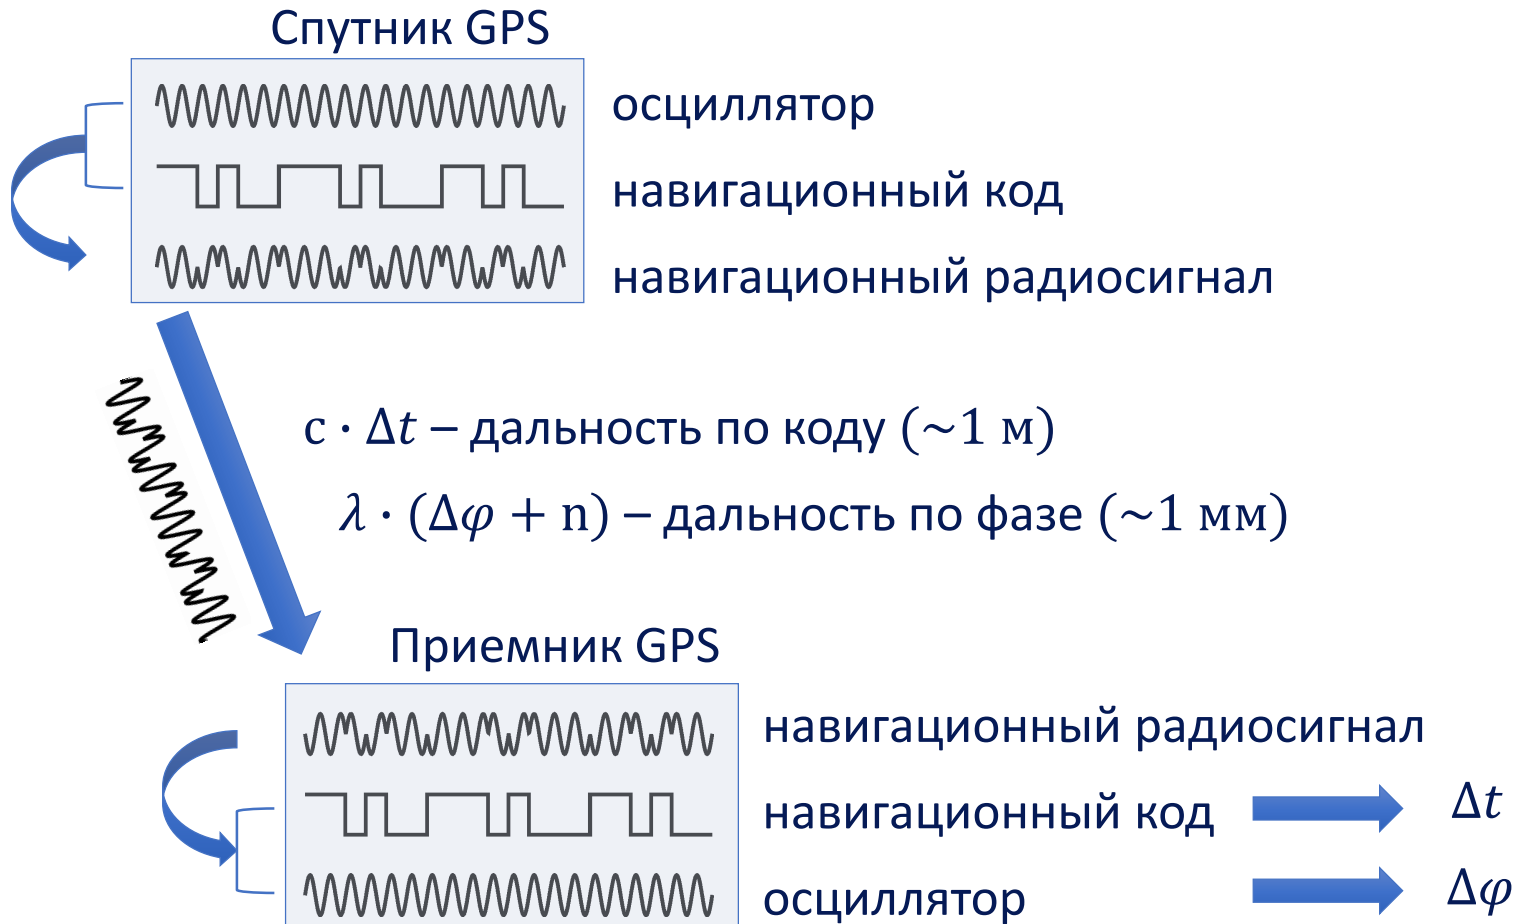 Спутник GPS
осциллятор
навигационный код
навигационный радиосигнал
c · Δt – дальность по коду (~1 м)
λ · (Δφ + n) – дальность по фазе (~1 мм)
Приемник GPS
навигационный радиосигнал
навигационный код Δt
осциллятор Δφ